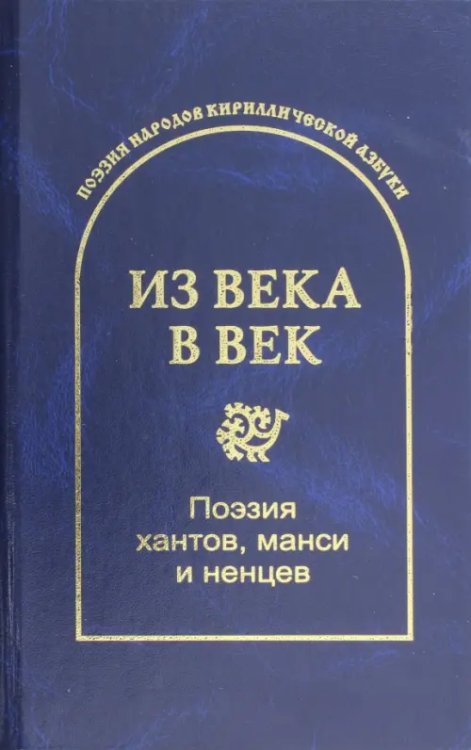 ПОЭЗИЯ НАРОДОВ КИРИЛЛИЧЕСКОЙ АЗБУКИ
ИЗ ВЕКА
В ВЕК
Поэзия
хантов, манси
и ненцев